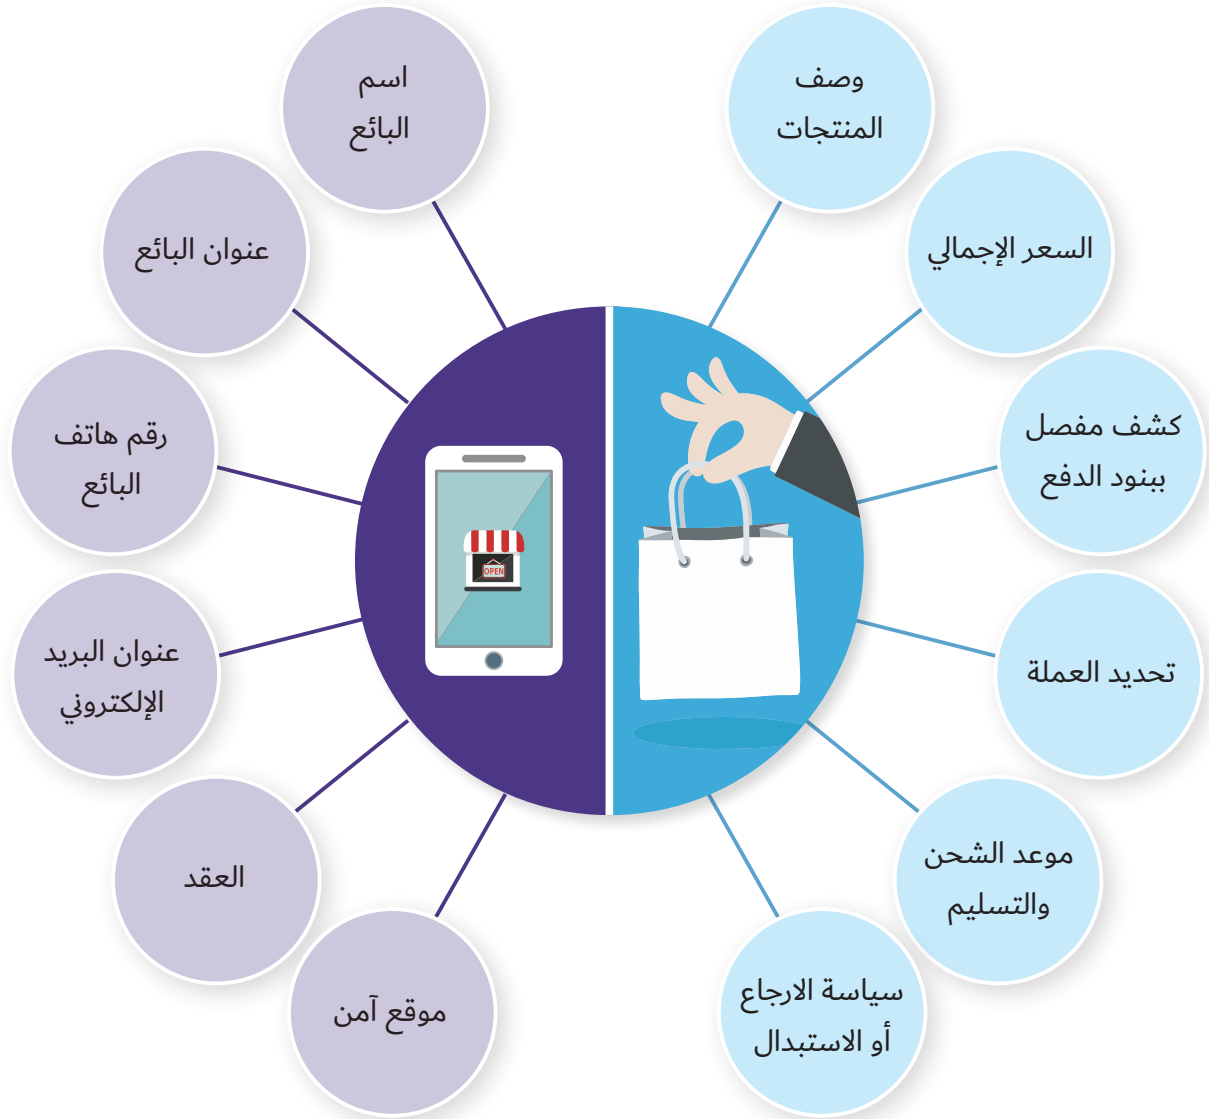 وصف
المنتجات
السعر الإجمالي
كشف مفصل
ببنود الدفع
تحديد العملة
موعد الشحن
والتسليم
سياسة الارجاع
أو الاستبدال
اسم
البائع
عنوان البائع
رقم هاتف
البائع
عنوان البريد
الإلكتروني
العقد
موقع آمن
OPEN